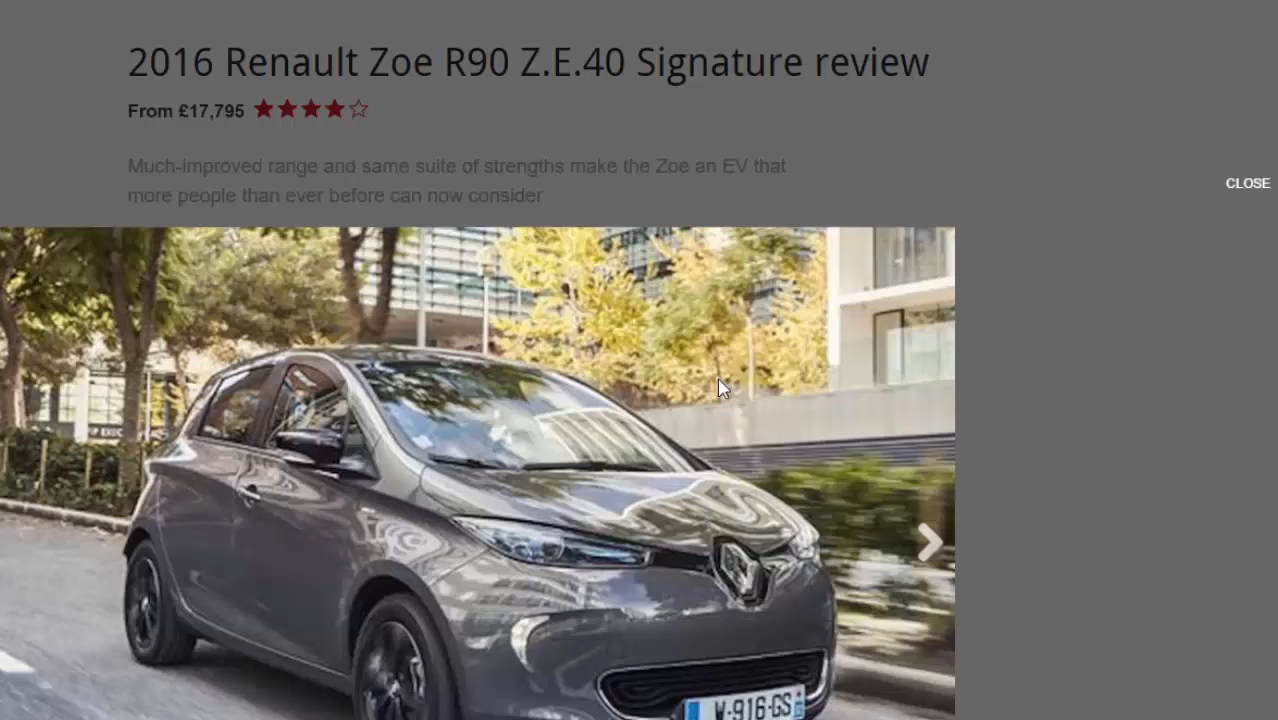 2016 Renault Zoe R90 Z.E.40 Signature review
From £17,795
Much-improved range and same suite of strengths make the Zoe an EV that
more people than ever before can now consider
CLOSE
W-916-GS